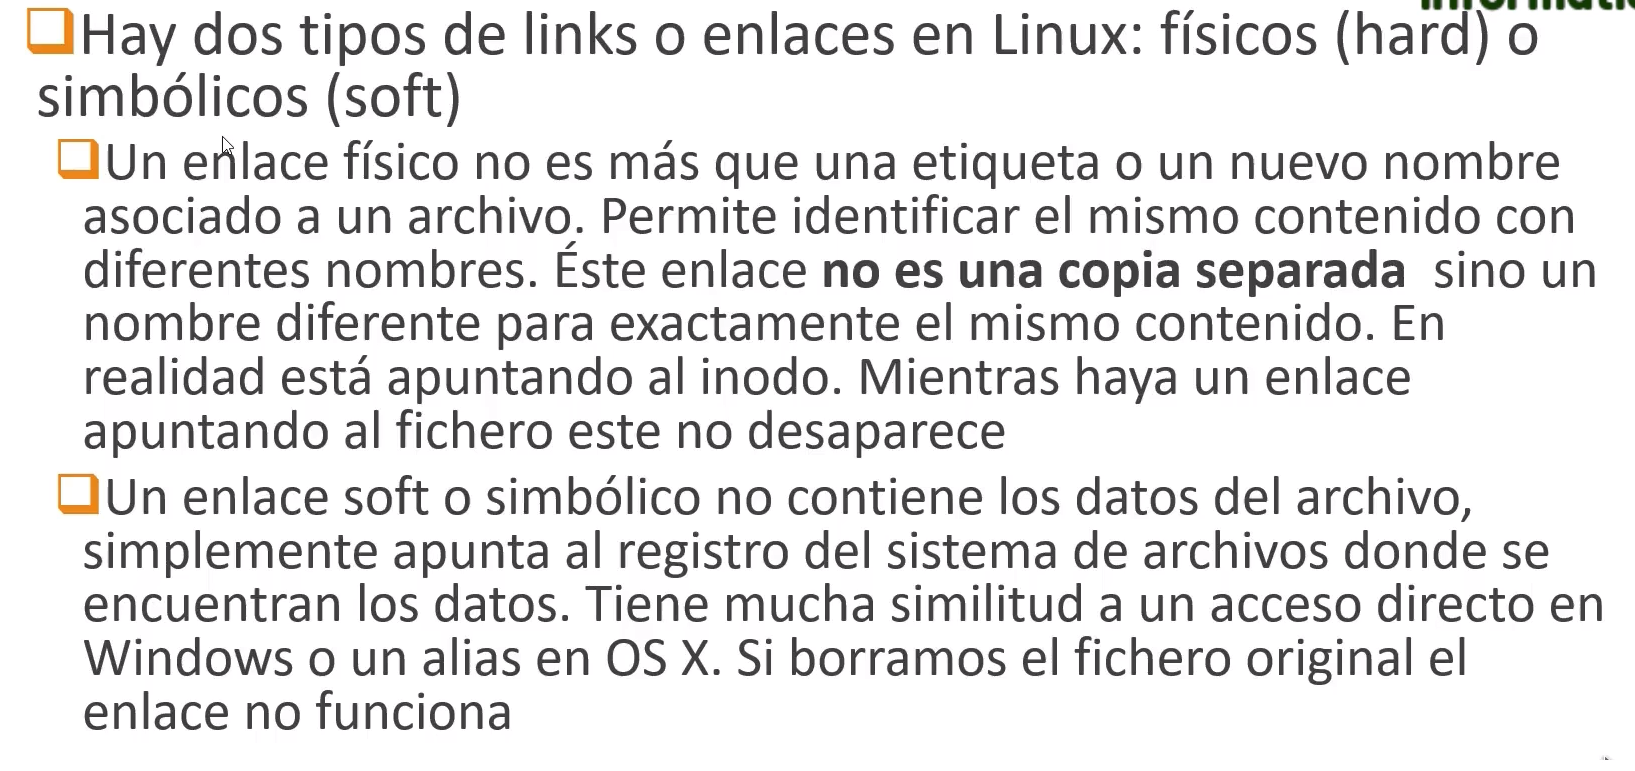 Hay dos tipos de links o enlaces en Linux: físicos (hard) o
simbólicos (soft)
Un enlace físico no es más que una etiqueta o un nuevo nombre
asociado a un archivo. Permite identificar el mismo contenido con
diferentes nombres. Éste enlace no es una copia separada sino un
nombre diferente para exactamente el mismo contenido. En
realidad está apuntando al inodo. Mientras haya un enlace
apuntando al fichero este no desaparece
Un enlace soft o simbólico no contiene los datos del archivo,
simplemente apunta al registro del sistema de archivos donde se
encuentran los datos. Tiene mucha similitud a un acceso directo en
Windows o un alias en OS X. Si borramos el fichero original el
enlace no funciona